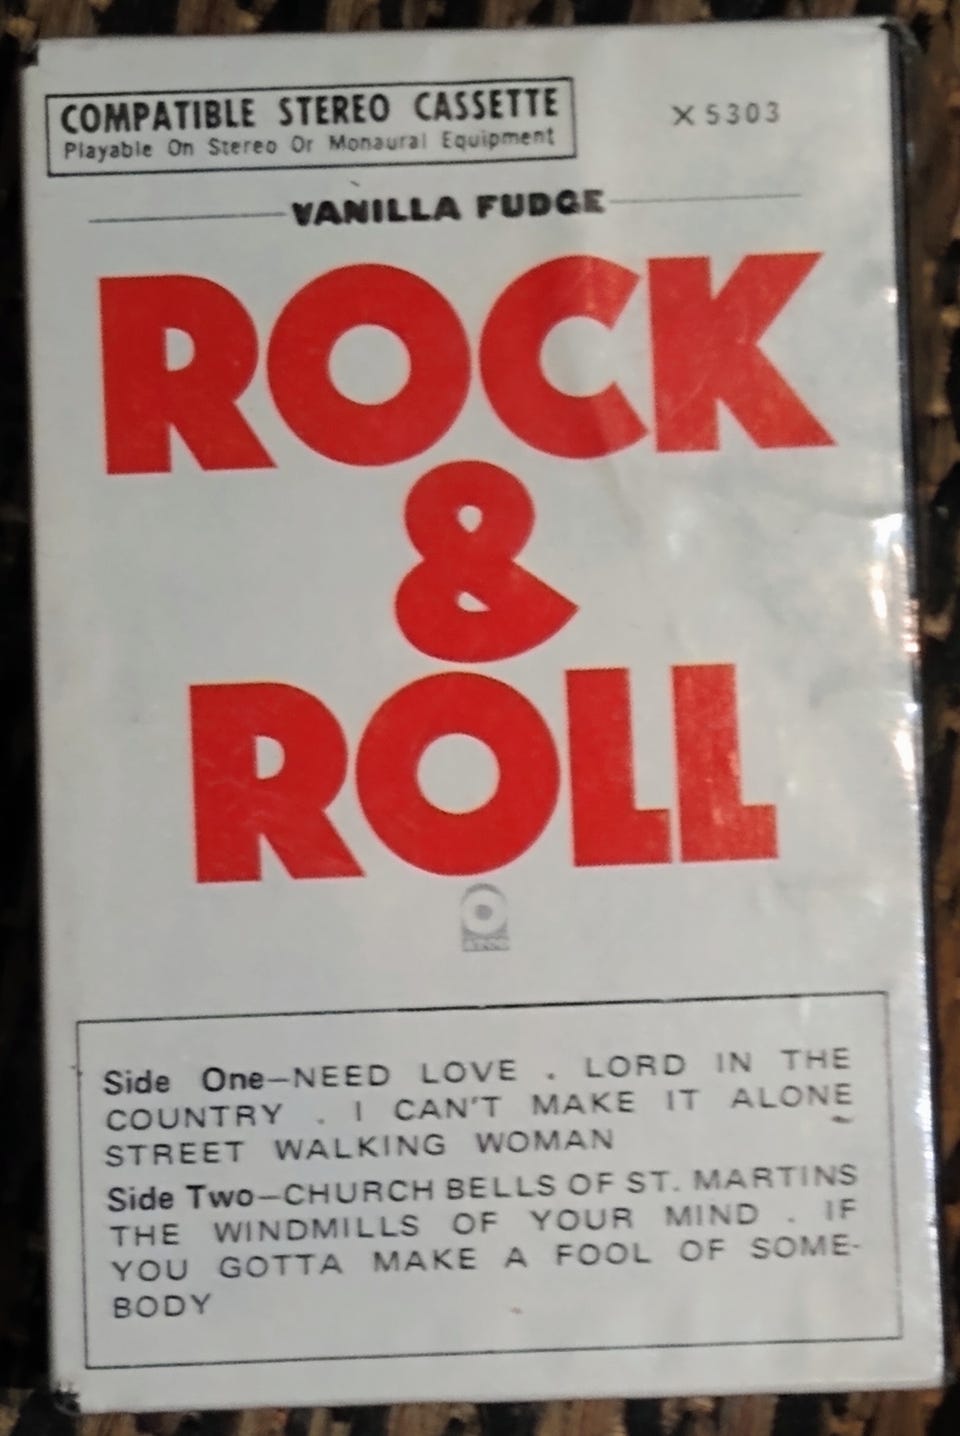 COMPATIBLE STEREO CASSETTE
Playable On Stereo Or Monaural Equipment
X5303
VANILLA FUDGE
ROCK
&
ROLL
Side One—NEED LOVE . LORD IN THE
COUNTRY . I CAN'T MAKE IT ALONE
STREET WALKING WOMAN
Side Two—CHURCH BELLS OF ST. MARTINS
THE WINDMILLS OF YOUR MIND . IF
YOU GOTTA MAKE A FOOL OF SOME-
BODY